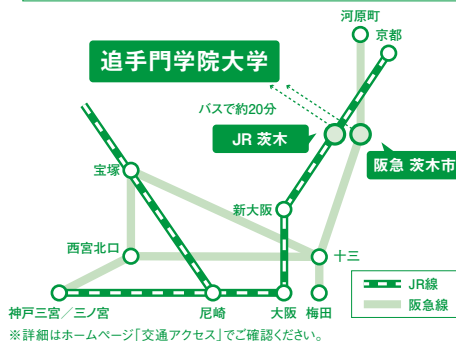 河原町
京都
追手門学院大学
バスで約20分
JR 茨木
阪急 茨木市
宝塚
新大阪
西宮北口
十三
JR線
阪急線
神戸三宮／三ノ宮
尼崎
大阪
梅田
※詳細はホームページ「交通アクセス」でご確認ください。